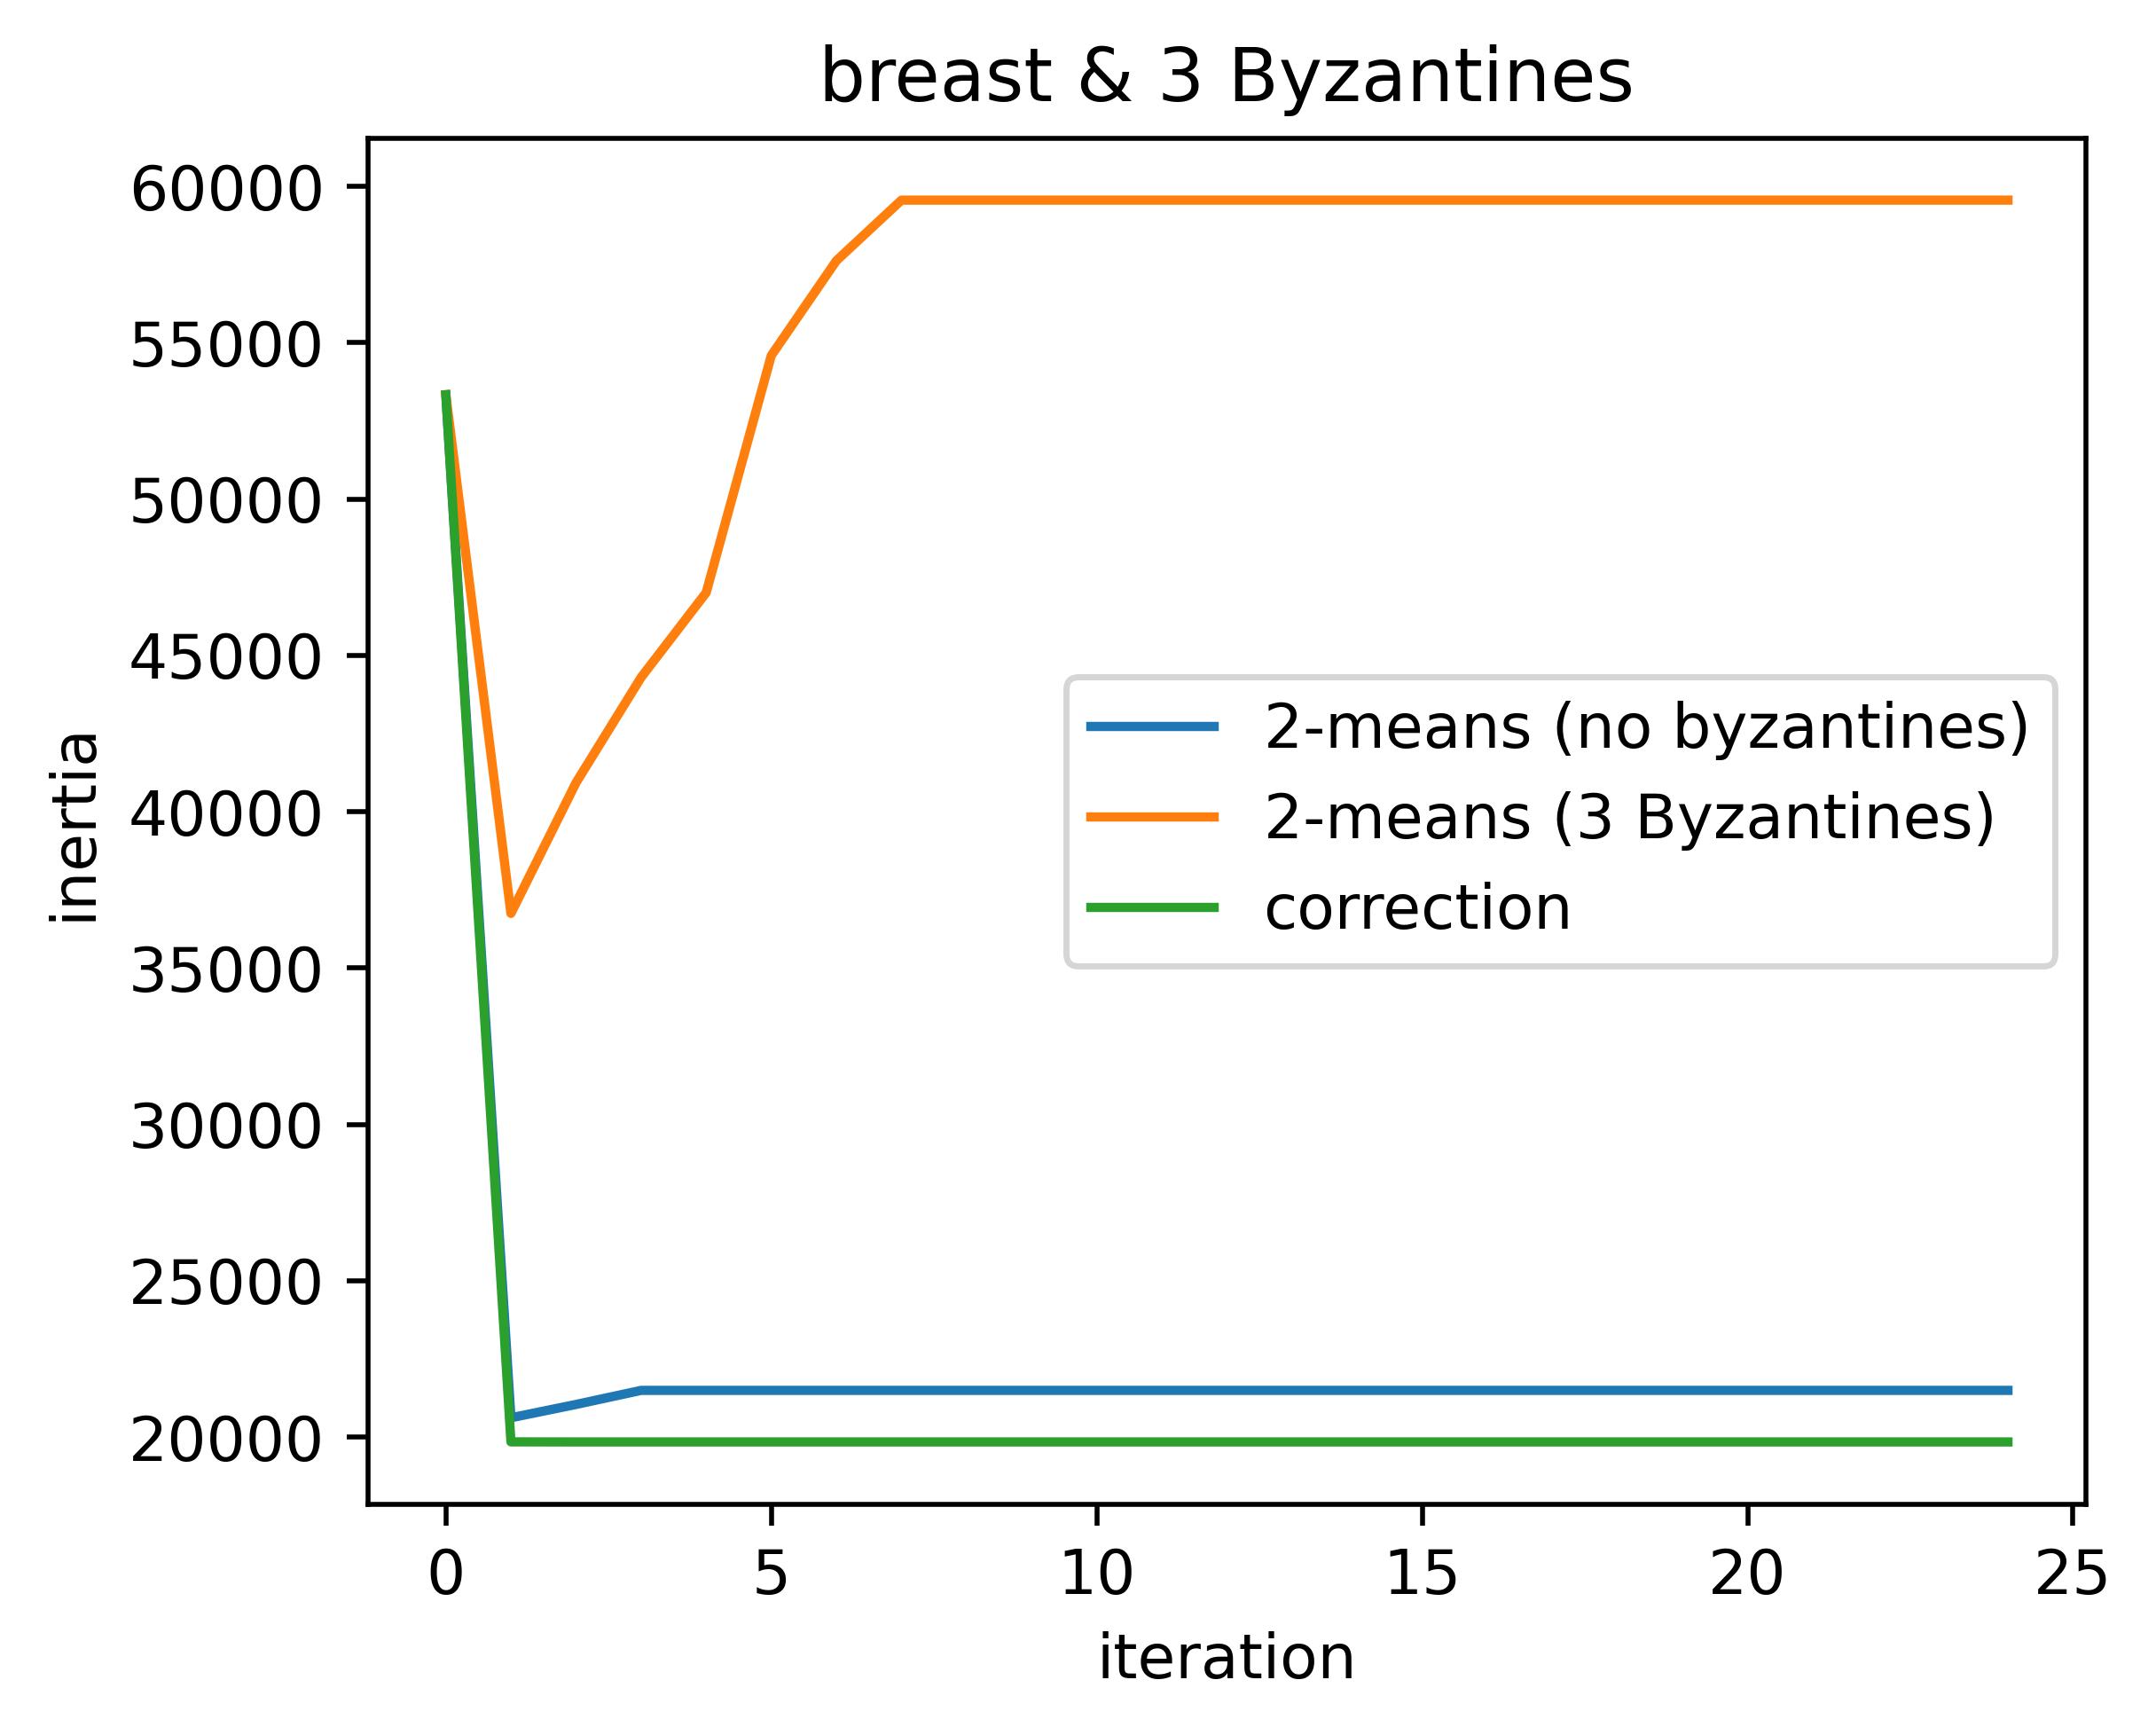 breast & 3 Byzantines
60000
55000
50000
45000
40000
35000
30000
25000
20000
inertia
2-means (no byzantines)
2-means (3 Byzantines)
correction
0 5 10 15 20 25
iteration